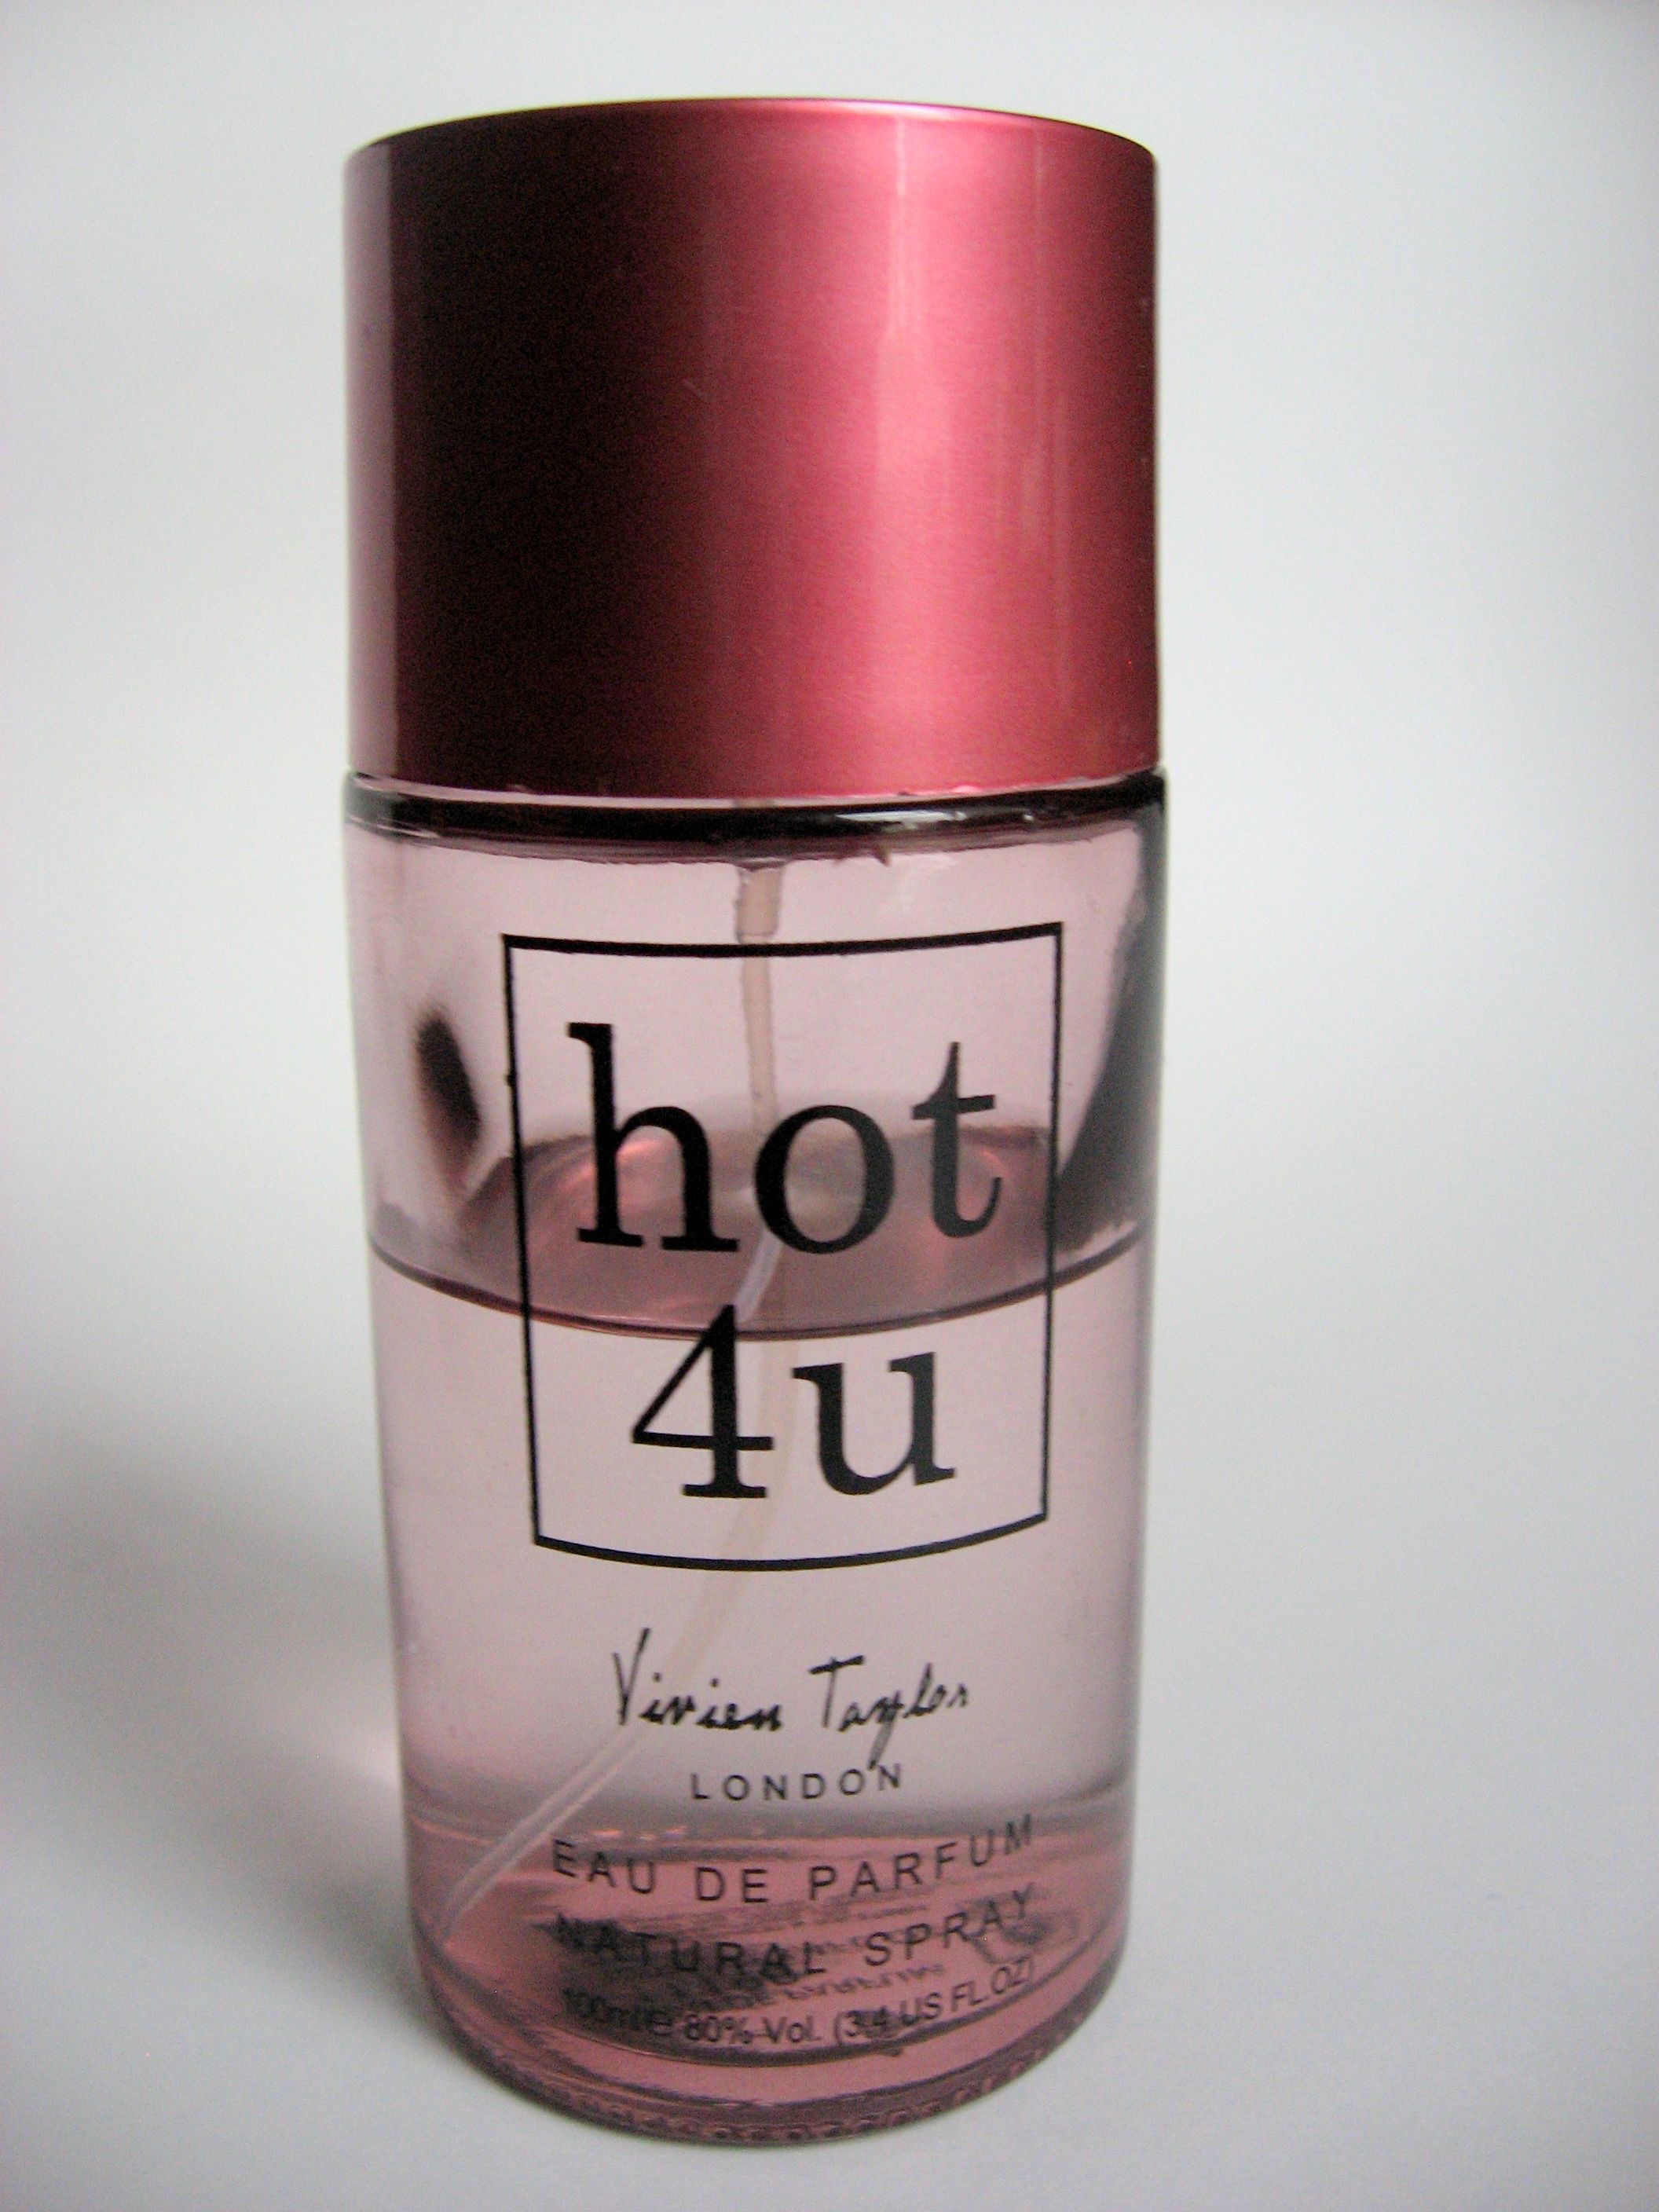 hot
4u
Vivien Taylor
LONDON
EAU DE PARFUM
NATURAL SPRAY
100ml e 80% Vol. (3.4 US FL.OZ)